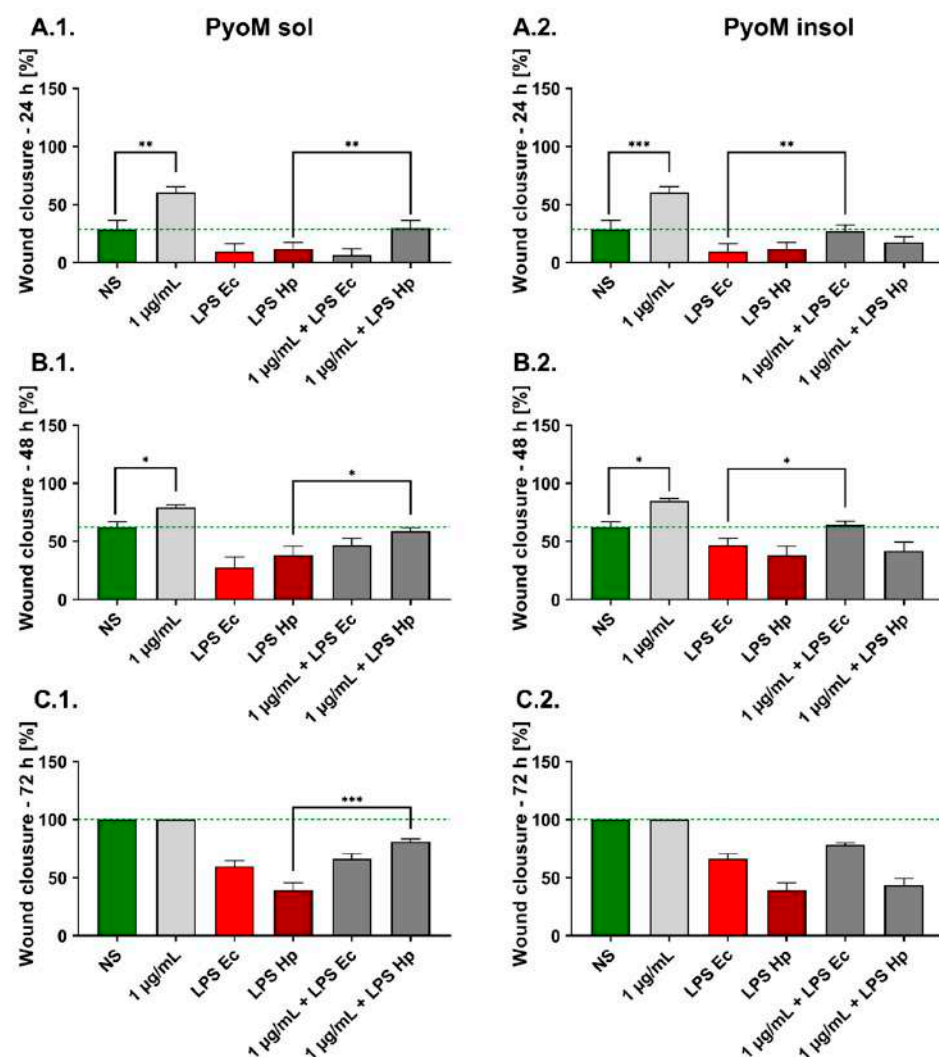 A.1. PyoM sol
Wound clousure - 24 h [%]
150
100
50
0
** **
NS
1 µg/mL
LPS Ec
LPS Hp
1 µg/mL + LPS Ec
1 µg/mL + LPS Hp
A.2. PyoM insol
Wound clousure - 24 h [%]
150
100
50
0
*** **
NS
1 µg/mL
LPS Ec
LPS Hp
1 µg/mL + LPS Ec
1 µg/mL + LPS Hp
B.1.
Wound clousure - 48 h [%]
150
100
50
0
* *
NS
1 µg/mL
LPS Ec
LPS Hp
1 µg/mL + LPS Ec
1 µg/mL + LPS Hp
B.2.
Wound clousure - 48 h [%]
150
100
50
0
* *
NS
1 µg/mL
LPS Ec
LPS Hp
1 µg/mL + LPS Ec
1 µg/mL + LPS Hp
C.1.
Wound clousure - 72 h [%]
150
100
50
0
***
NS
1 µg/mL
LPS Ec
LPS Hp
1 µg/mL + LPS Ec
1 µg/mL + LPS Hp
C.2.
Wound clousure - 72 h [%]
150
100
50
0
NS
1 µg/mL
LPS Ec
LPS Hp
1 µg/mL + LPS Ec
1 µg/mL + LPS Hp